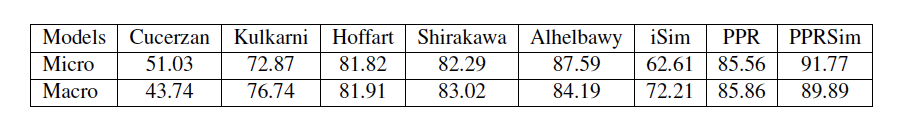 Models Cucerzan Kulkarni Hoffart Shirakawa Alhelbawy iSim PPR PPRSim
Micro 51.03 72.87 81.82 82.29 87.59 62.61 85.56 91.77
Macro 43.74 76.74 81.91 83.02 84.19 72.21 85.86 89.89